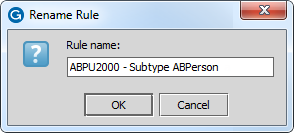 Rename Rule
Rule name:
ABPU2000 - Subtype ABPerson
OK Cancel